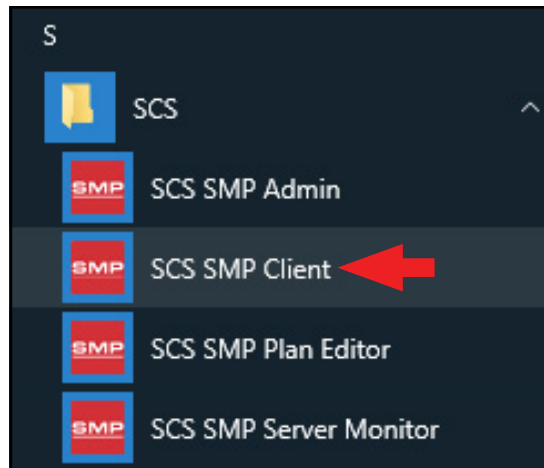 S
SCS
SMP SCS SMP Admin
SMP SCS SMP Client
SMP SCS SMP Plan Editor
SMP SCS SMP Server Monitor